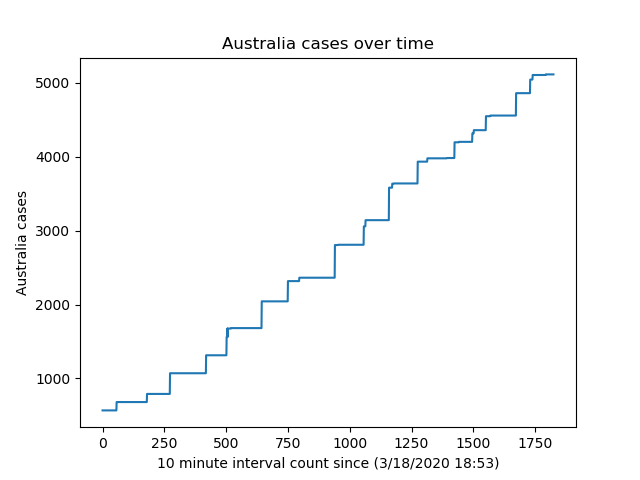 Australia cases over time
5000
4000
3000
2000
1000
Australia cases
0 250 500 750 1000 1250 1500 1750
10 minute interval count since (3/18/2020 18:53)